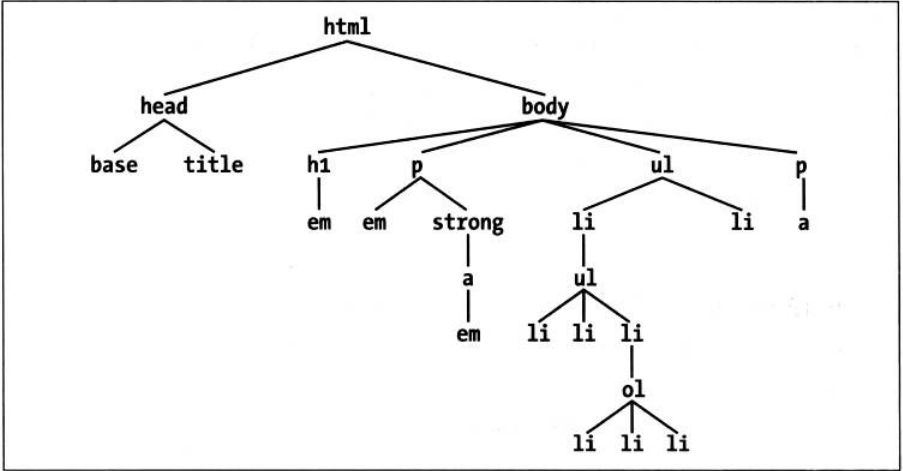 html
head body
base title h1 p ul p
em em strong li li a
a ul
em li li li
ol
li li li